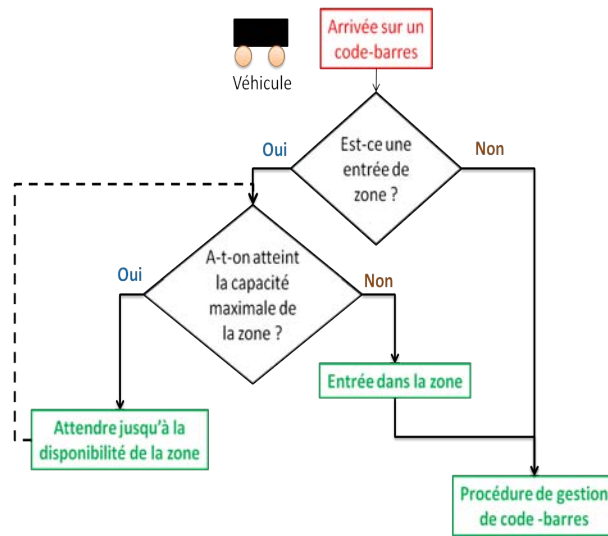 Arrivée sur un
code-barres
Véhicule
Est-ce une
entrée de
zone ?
Oui
Non
A-t-on atteint
la capacité
maximale de
la zone ?
Oui
Non
Entrée dans la zone
Attendre jusqu'à la
disponibilité de la zone
Procédure de gestion
de code -barres